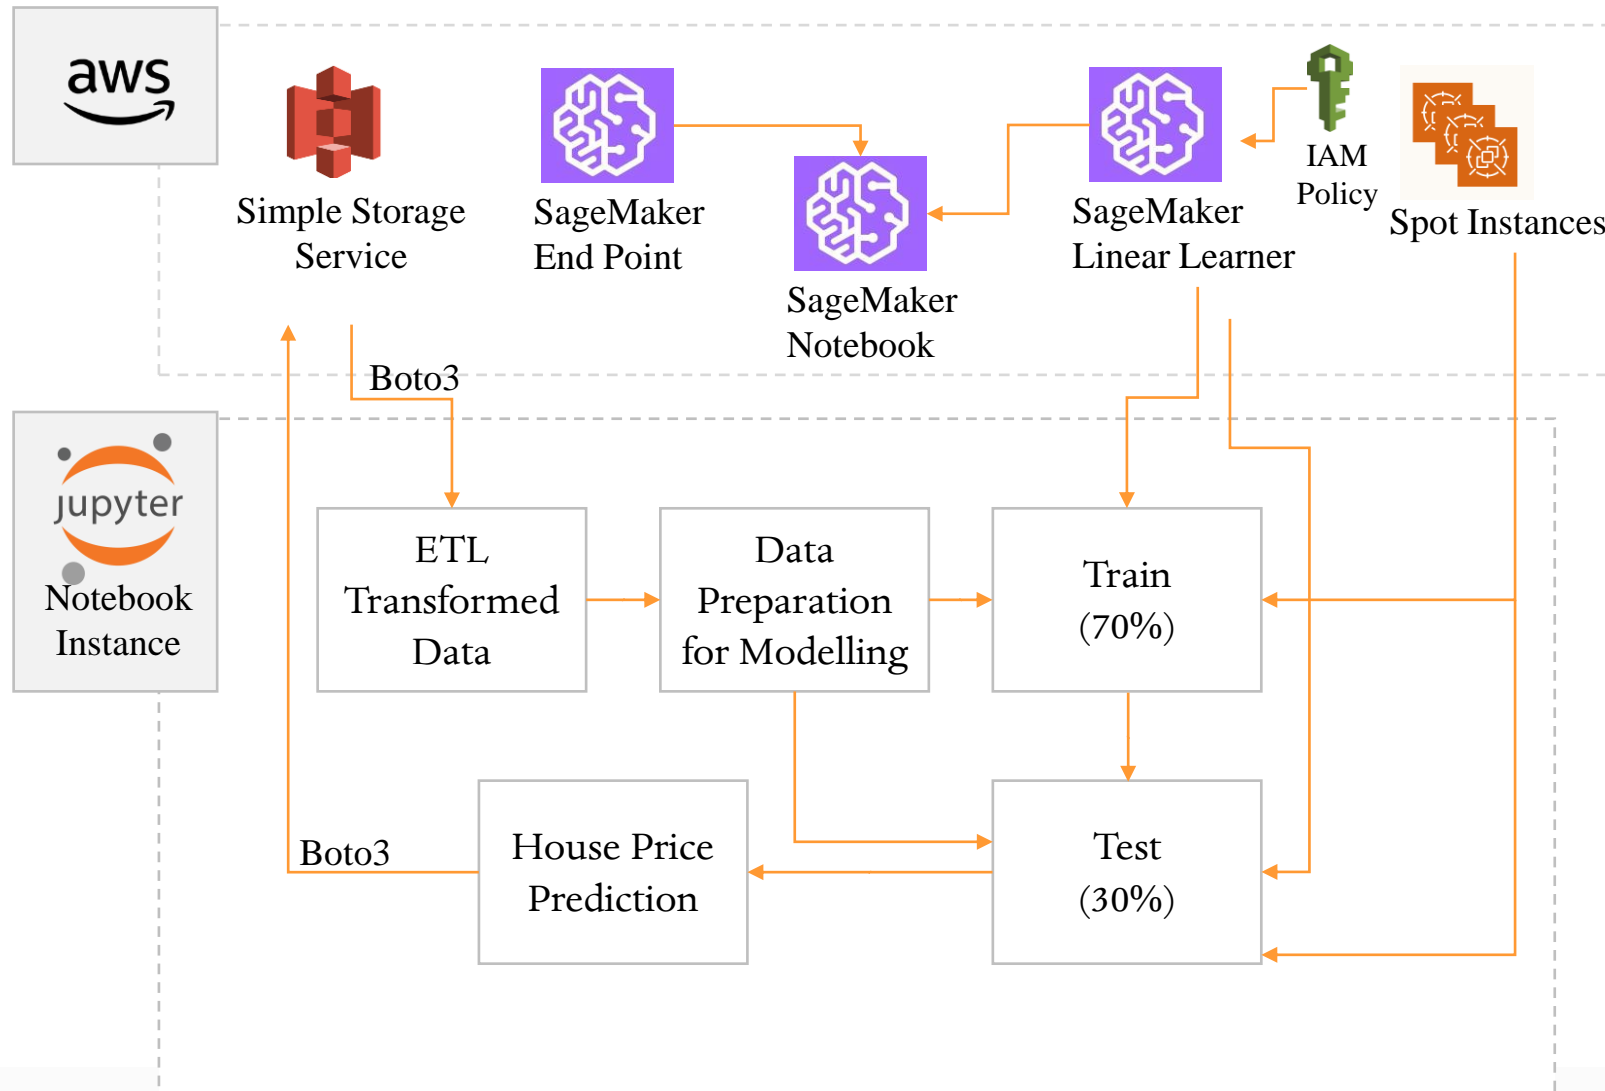 aws
Simple Storage
Service
SageMaker
End Point
SageMaker
Notebook
SageMaker
Linear Learner
IAM
Policy
Spot Instances
Boto3
jupyter
Notebook
Instance
ETL
Transformed
Data
Data
Preparation
for Modelling
Train
(70%)
Boto3
House Price
Prediction
Test
(30%)